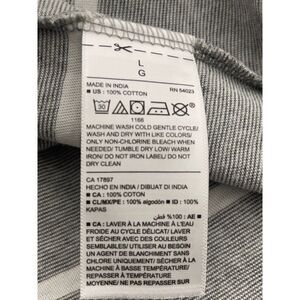 L
G
MADE IN INDIA RN 54023
■ US : 100% COTTON
30
1166
MACHINE WASH COLD GENTLE CYCLE/
WASH AND DRY WITH LIKE COLORS/
ONLY NON-CHLORINE BLEACH WHEN
NEEDED/ TUMBLE DRY LOW/ WARM
IRON/ DO NOT IRON LABEL/ DO NOT
DRY CLEAN
CA 17897
HECHO EN INDIA / DIBUAT DI INDIA
■ CA : 100% COTON
■ CL/MX/PE : 100% algodón ■ ID : 100%
KAPAS
■ AE : 100% قطن
■ CA : LAVER À LA MACHINE À L'EAU
FROIDE AU CYCLE DÉLICAT/ LAVER ET
SÉCHER AVEC DES COULEURS
SEMBLABLES/ UTILISER AU BESOIN
UN AGENT DE BLANCHIMENT SANS
CHLORE UNIQUEMENT/ SÉCHER À LA
MACHINE À BASSE TEMPÉRATURE/
REPASSER À TEMPÉRATURE
MOYENNE/ NE PAS REPASSER SUR